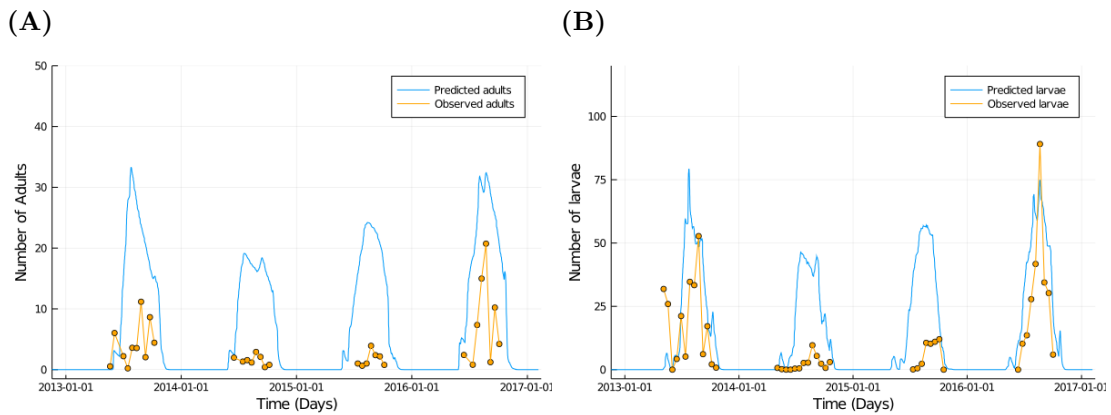 (A)
50
40
30
20
10
0
Number of Adults
Predicted adults
Observed adults
2013-01-01 2014-01-01 2015-01-01 2016-01-01 2017-01-01
Time (Days)
(B)
100
75
50
25
0
Number of larvae
Predicted larvae
Observed larvae
2013-01-01 2014-01-01 2015-01-01 2016-01-01 2017-01-01
Time (Days)